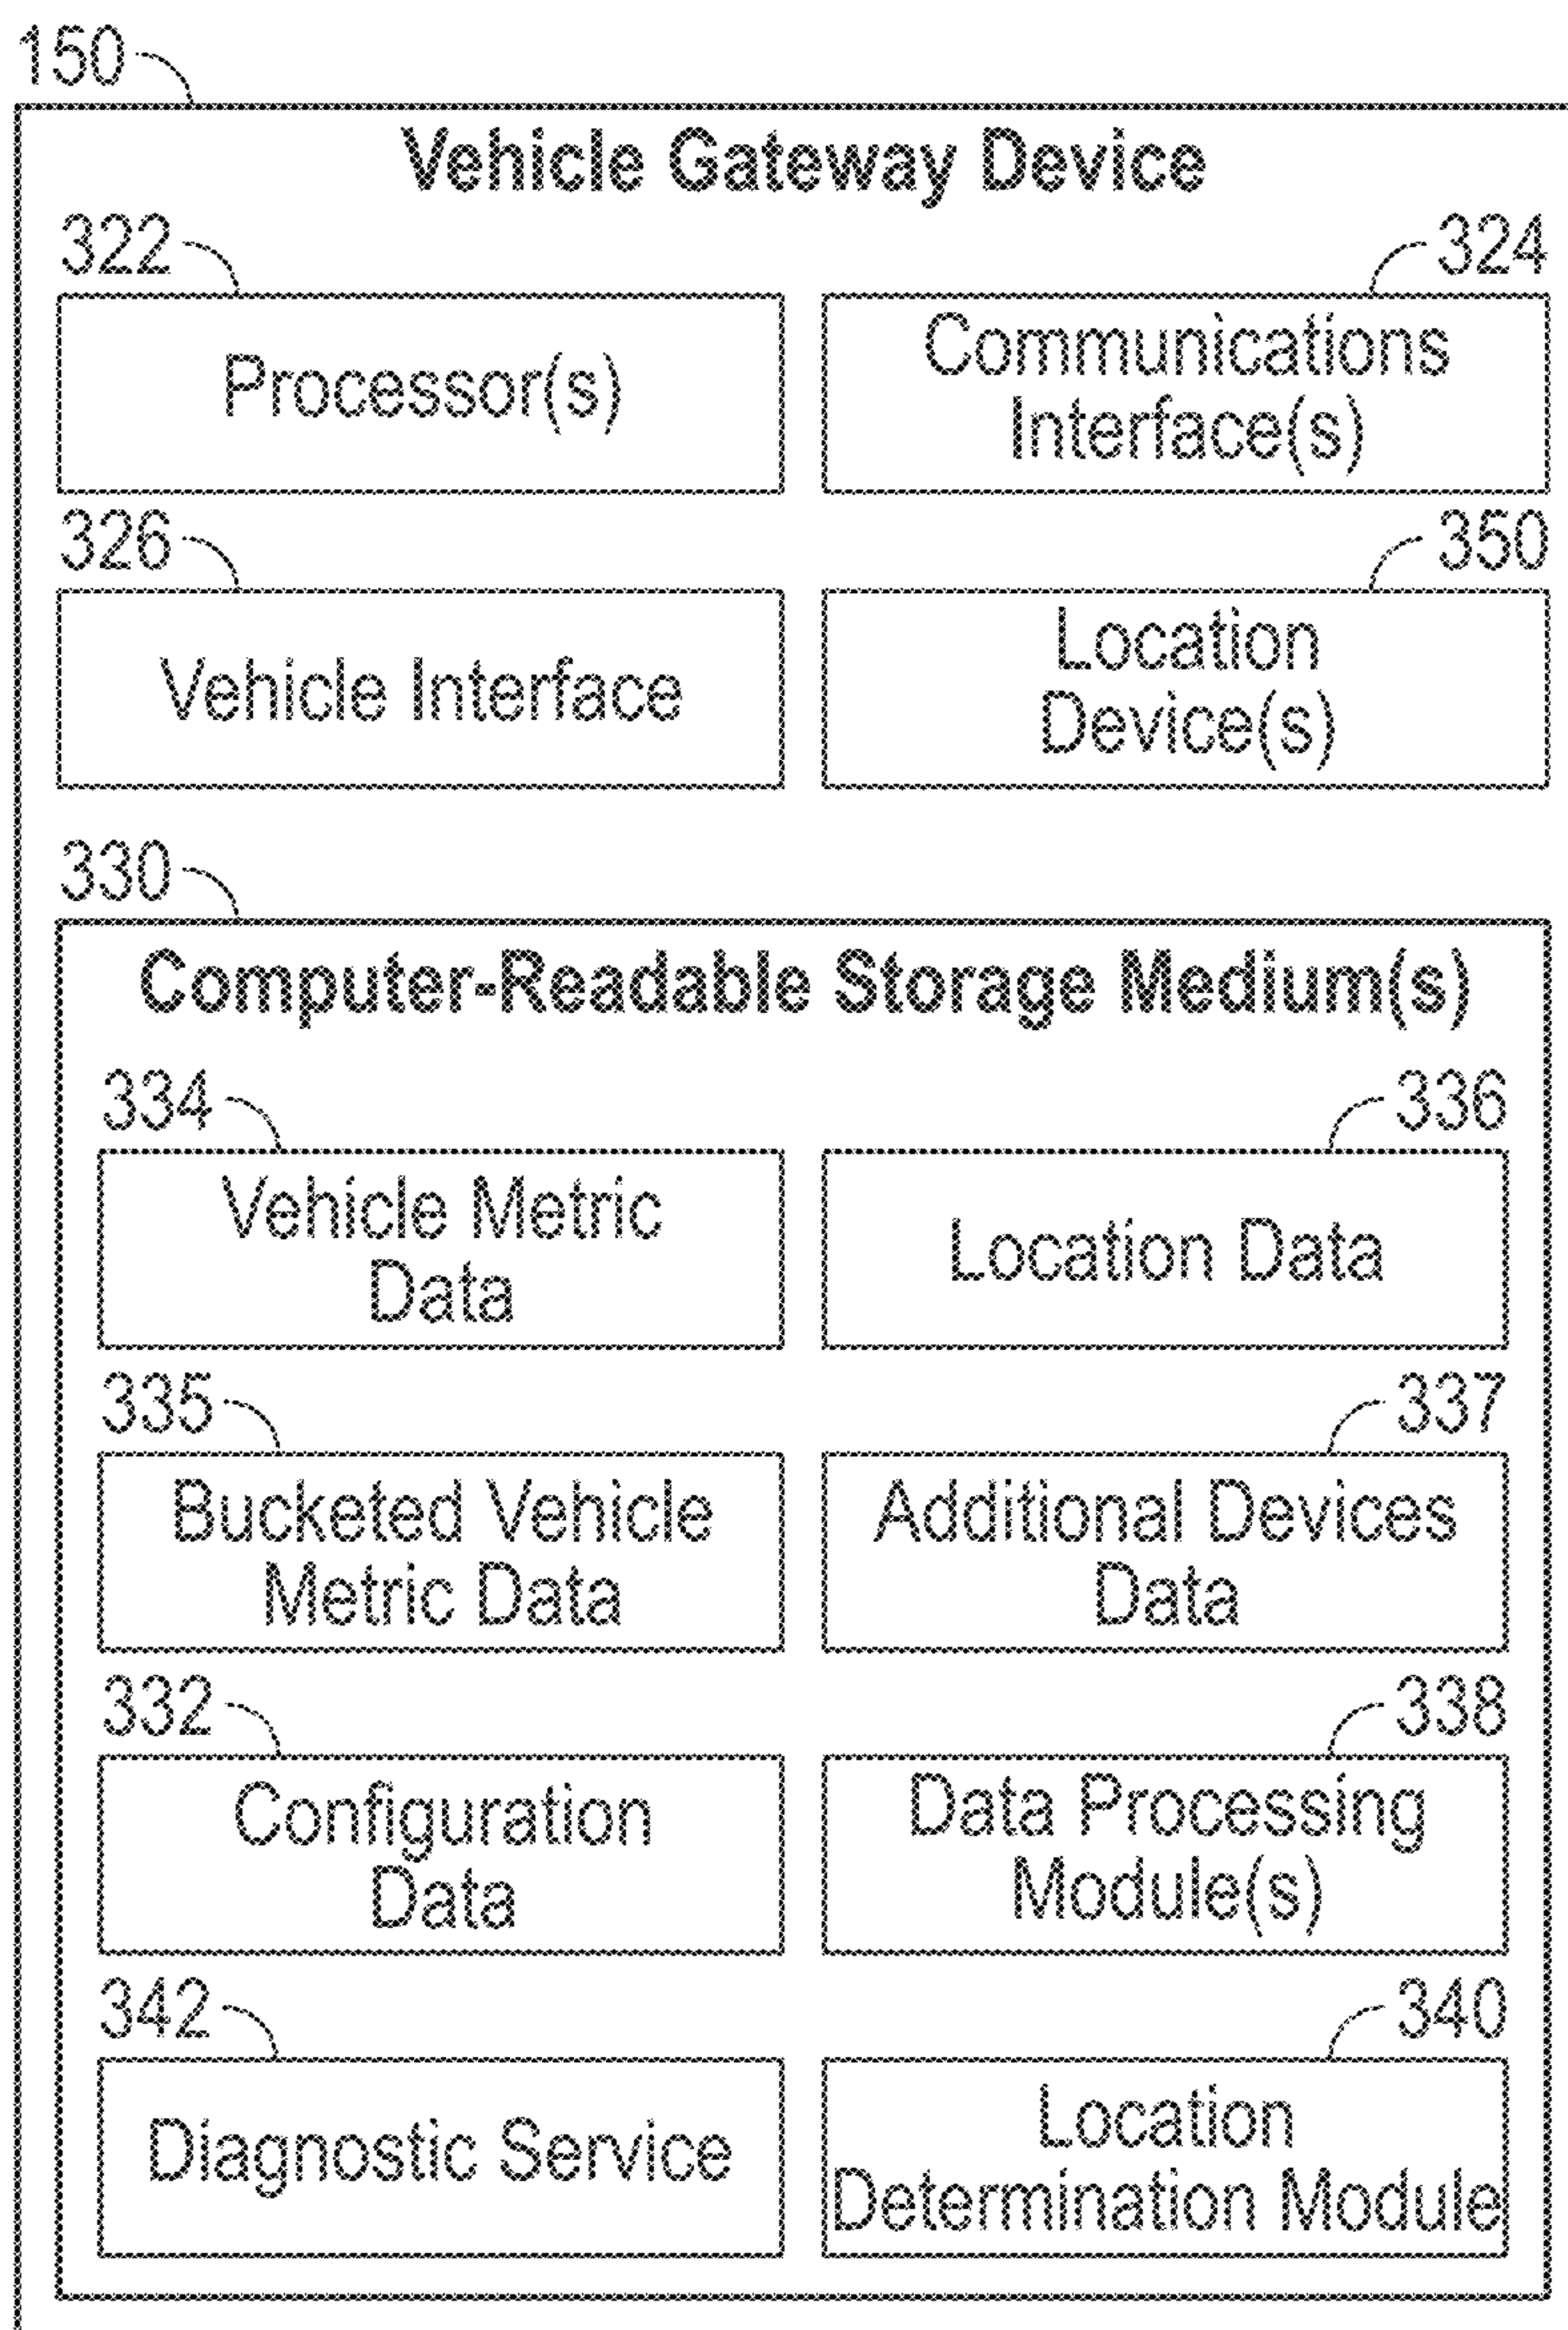 150
Vehicle Gateway Device
322
324
Processor(s)
Communications
Interface(s)
326
350
Vehicle Interface
Location
Device(s)
330
Computer-Readable Storage Medium(s)
334
336
Vehicle Metric
Data
Location Data
335
337
Bucketed Vehicle
Metric Data
Additional Devices
Data
332
338
Configuration
Data
Data Processing
Module(s)
342
340
Diagnostic Service
Location
Determination Module